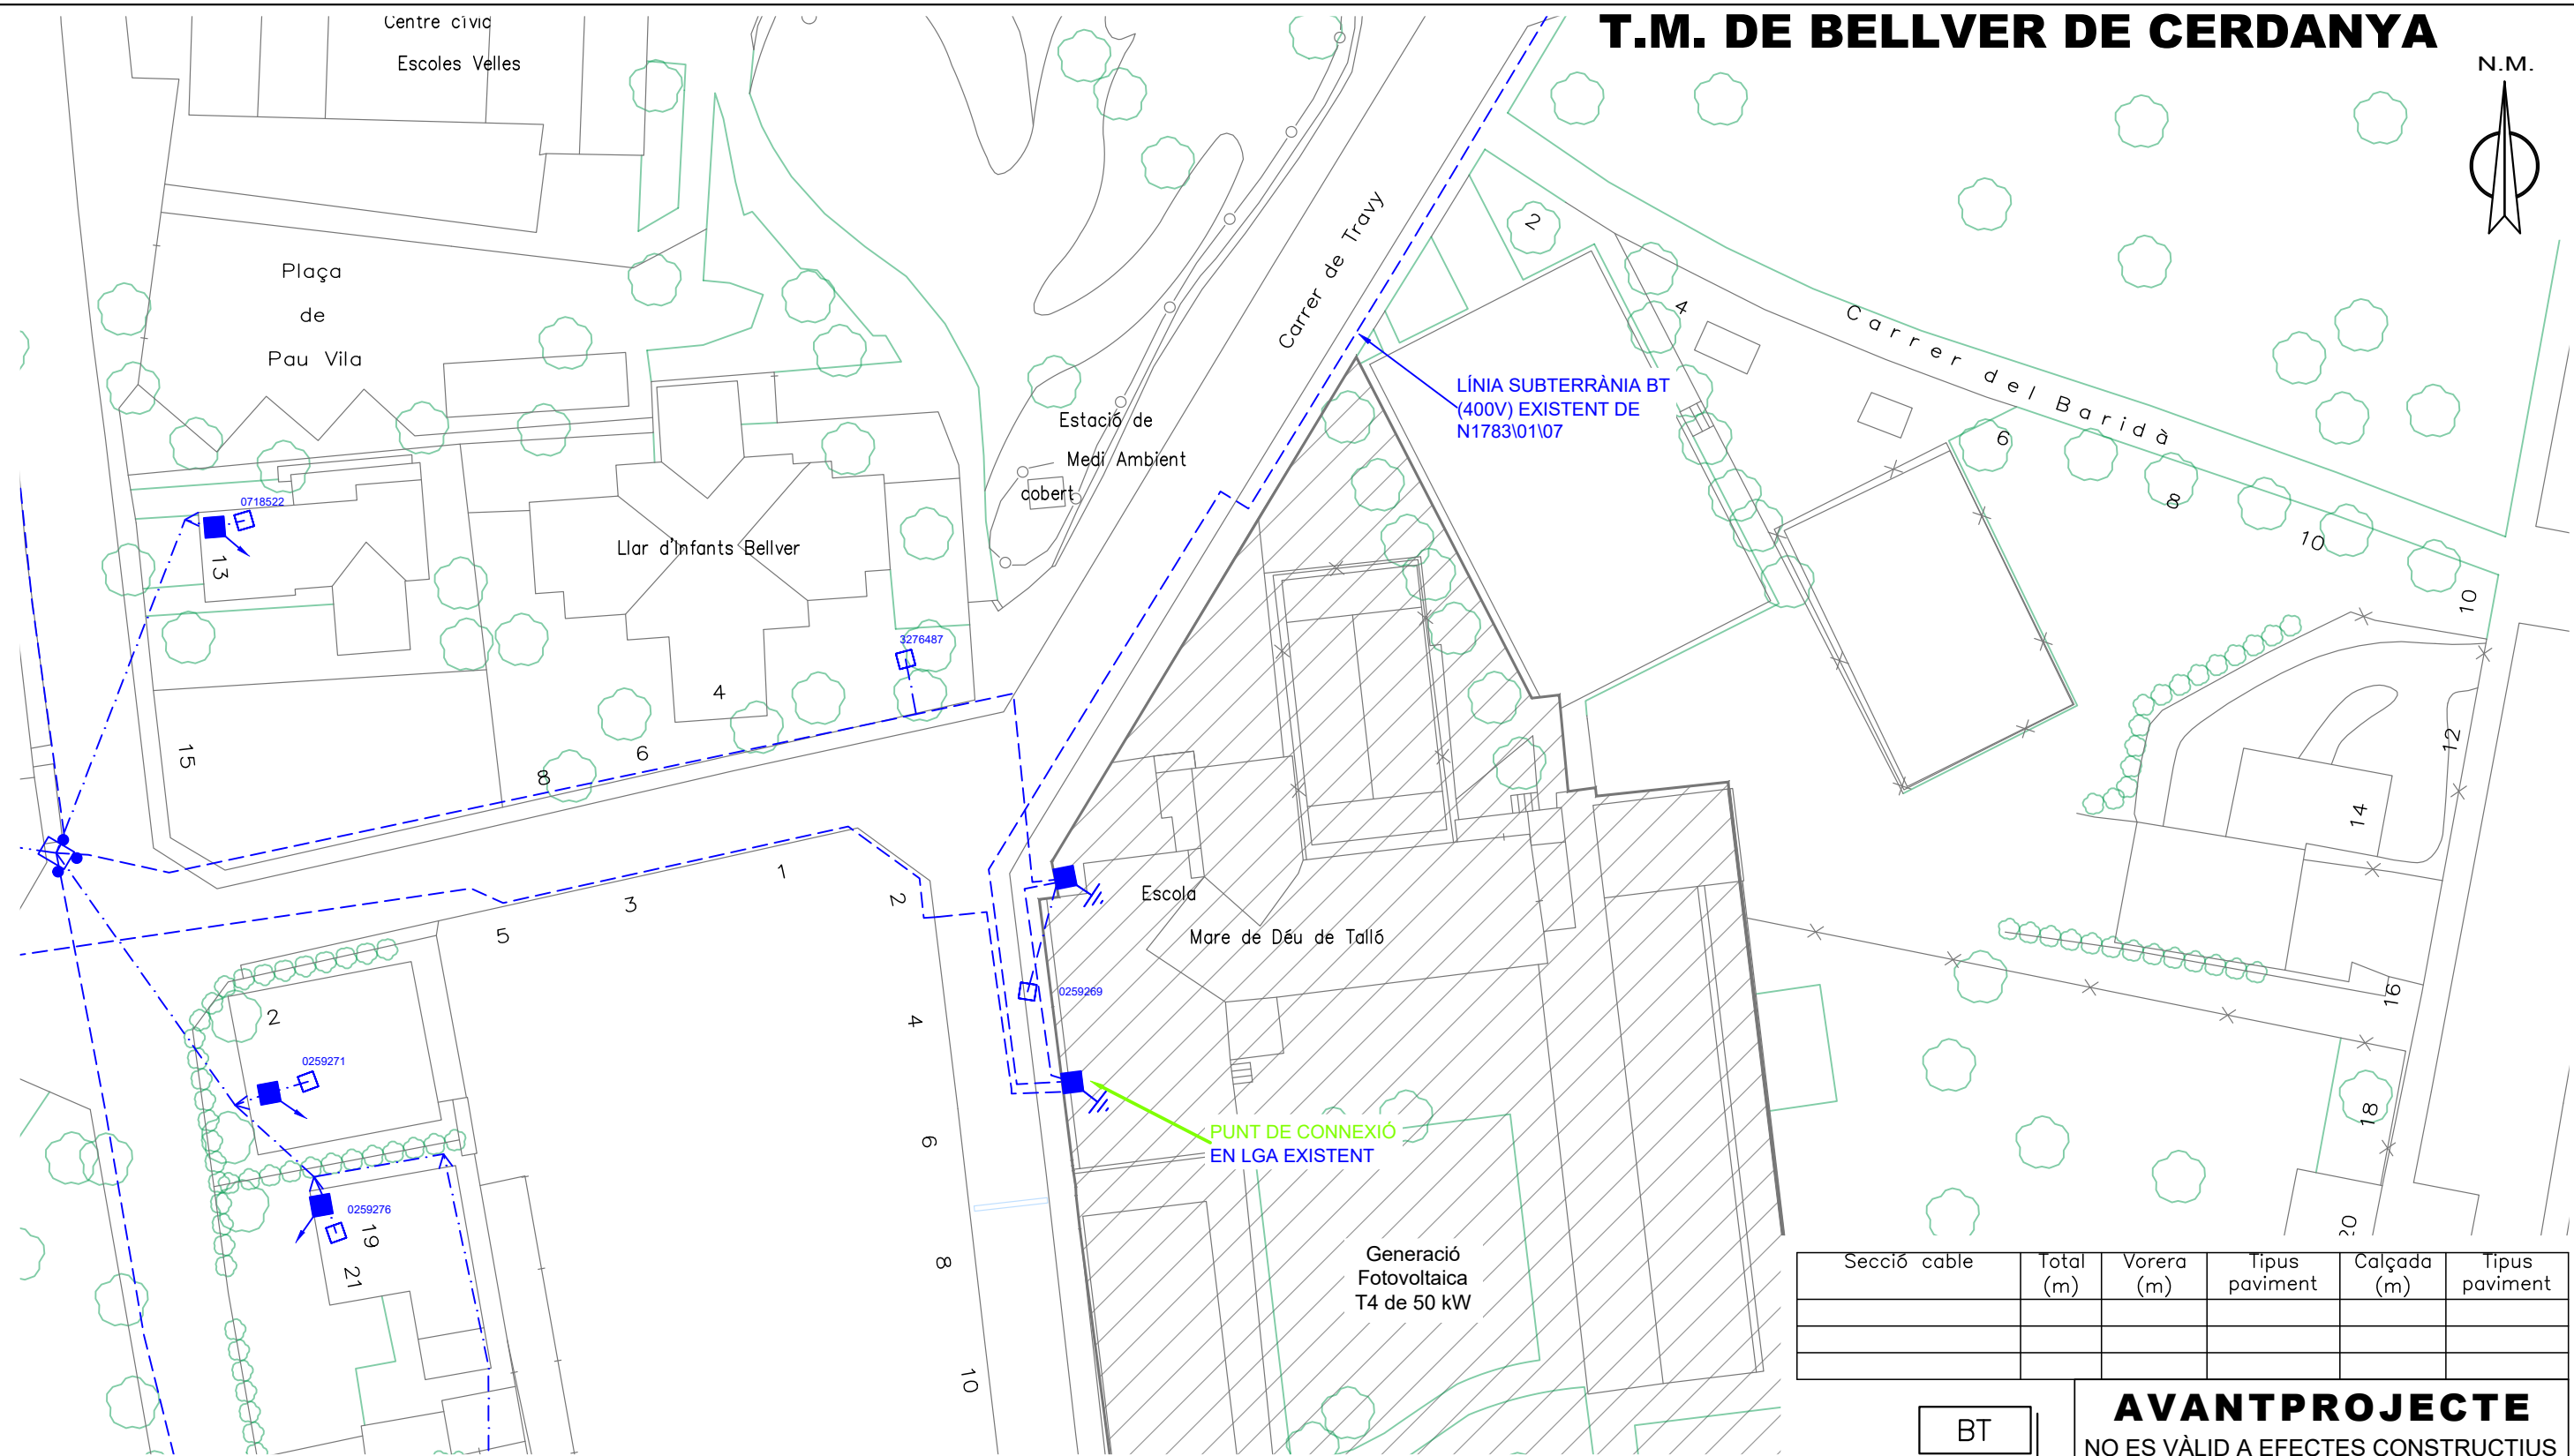 T.M. DE BELLVER DE CERDANYA
N.M.
Centre cívic
Escoles Velles
Plaça
de
Pau Vila
Carrer de Travy
2
4
Carrer del Baridà
6
8
10
10
12
14
16
18
20
LÍNIA SUBTERRÀNIA BT
(400V) EXISTENT DE
N1783\01\07
Estació de
Medi Ambient
cobert
0718522
13
15
Llar d'Infants Bellver
3276487
4
6
8
1
3
5
2
4
6
8
10
Escola
Mare de Déu de Talló
0259269
2
0259271
0259276
19
21
PUNT DE CONNEXIÓ
EN LGA EXISTENT
Generació
Fotovoltaica
T4 de 50 kW
Secció cable
Total
(m)
Vorera
(m)
Tipus
paviment
Calçada
(m)
Tipus
paviment
BT
AVANTPROJECTE
NO ES VÀLID A EFECTES CONSTRUCTIUS